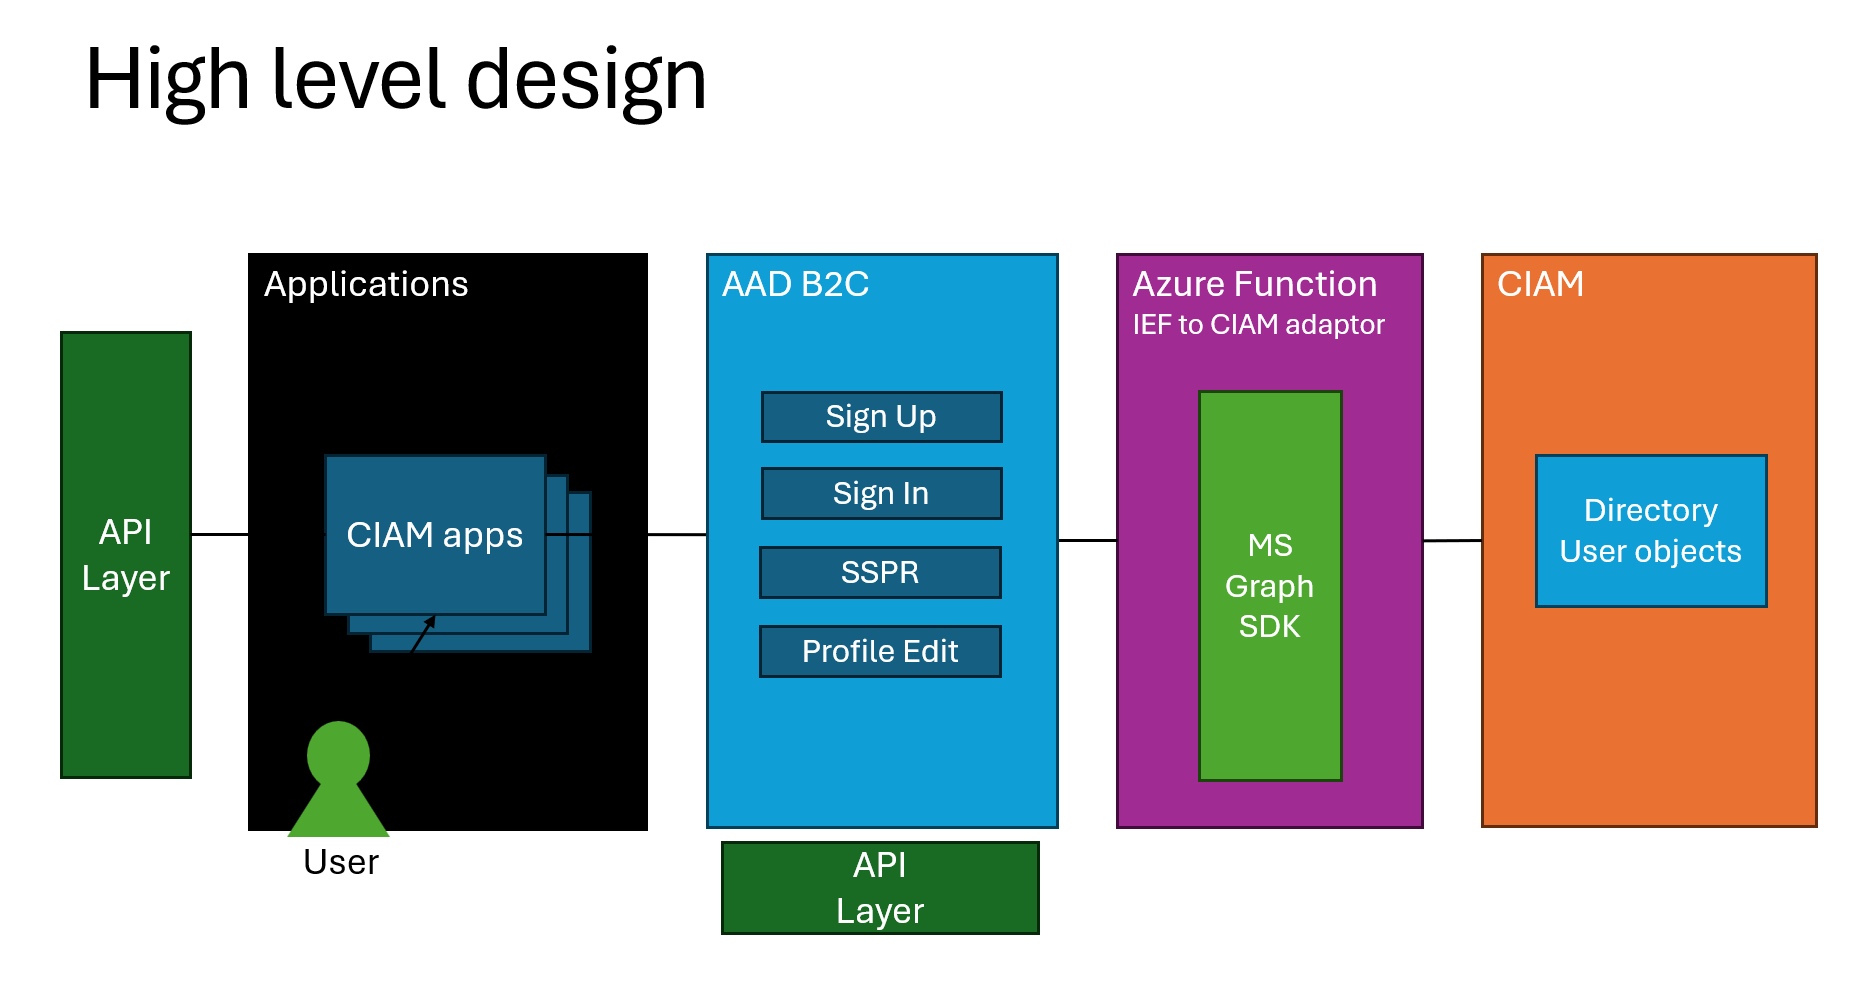 High level design
API
Layer
Applications
CIAM apps
User
AAD B2C
Sign Up
Sign In
SSPR
Profile Edit
API
Layer
Azure Function
IEF to CIAM adaptor
MS
Graph
SDK
CIAM
Directory
User objects